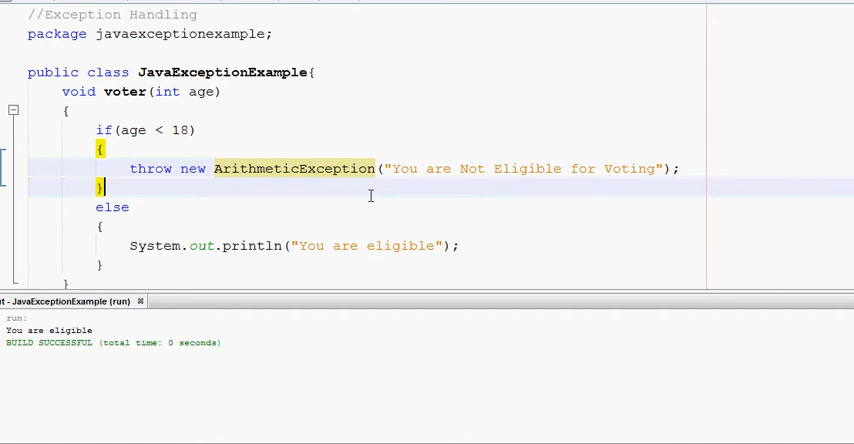 //Exception Handling
package javaexceptionexample;
public class JavaExceptionExample{
void voter(int age)
{
if(age < 18)
{
throw new ArithmeticException("You are Not Eligible for Voting");
}
else
{
System.out.println("You are eligible");
}
}
- JavaExceptionExample (run)
run:
You are eligible
BUILD SUCCESSFUL (total time: 0 seconds)